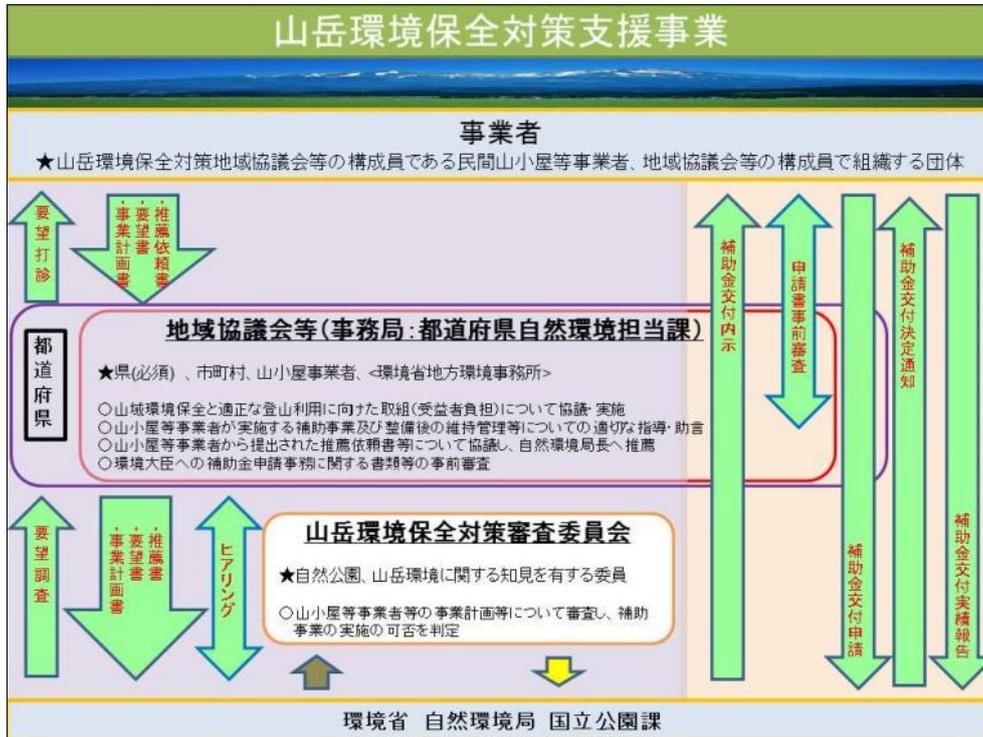 山岳環境保全対策支援事業
事業者
★山岳環境保全対策地域協議会等の構成員である民間山小屋等事業者、地域協議会等の構成員で組織する団体
要望打診
・推薦依頼書
・要望書
・事業計画書
補助金交付内示
申請書事前審査
補助金交付申請
補助金交付決定通知
補助金交付実績報告
都道府県
地域協議会等(事務局:都道府県自然環境担当課)
★県(必須)、市町村、山小屋事業者、<環境省地方環境事務所>
○山域環境保全と適正な登山利用に向けた取組(受益者負担)について協議・実施
○山小屋等事業者が実施する補助事業及び整備後の維持管理等についての適切な指導・助言
○山小屋等事業者から提出された推薦依頼書等について協議し、自然環境局長へ推薦
○環境大臣への補助金申請事務に関する書類等の事前審査
要望調査
・推薦書
・要望書
・事業計画書
ヒアリング
山岳環境保全対策審査委員会
★自然公園、山岳環境に関する知見を有する委員
○山小屋等事業者等の事業計画等について審査し、補助
事業の実施の可否を判定
環境省 自然環境局 国立公園課